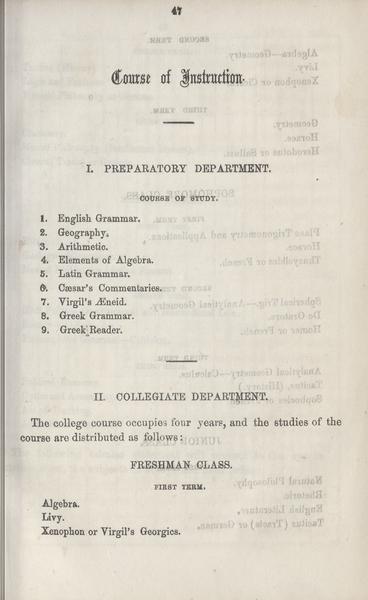 47
Course of Instruction.
I. PREPARATORY DEPARTMENT.
COURSE OF STUDY.
1. English Grammar.
2. Geography.
3. Arithmetic.
4. Elements of Algebra.
5. Latin Grammar.
6. Cæsar's Commentaries.
7. Virgil's Æneid.
8. Greek Grammar.
9. Greek Reader.
II. COLLEGIATE DEPARTMENT.
The college course occupies four years, and the studies of the
course are distributed as follows:
FRESHMAN CLASS.
FIRST TERM.
Algebra.
Livy.
Xenophon or Virgil's Georgics.